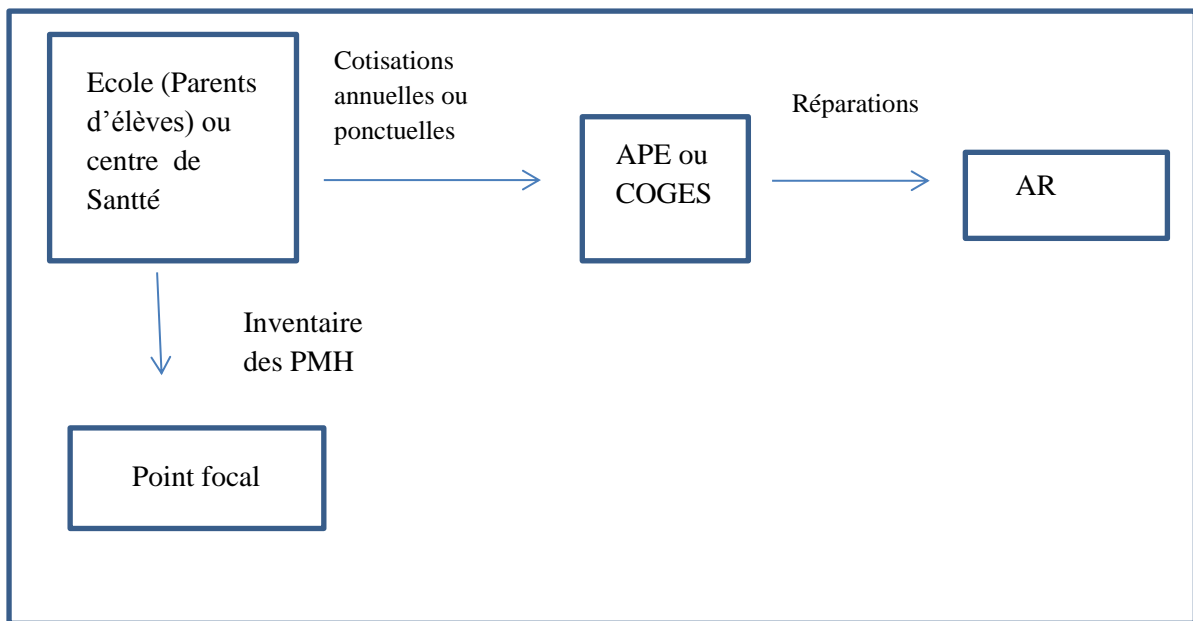 Ecole (Parents
d’élèves) ou
centre de
Santté
Cotisations
annuelles ou
ponctuelles
APE ou
COGES
Réparations
AR
Inventaire
des PMH
Point focal